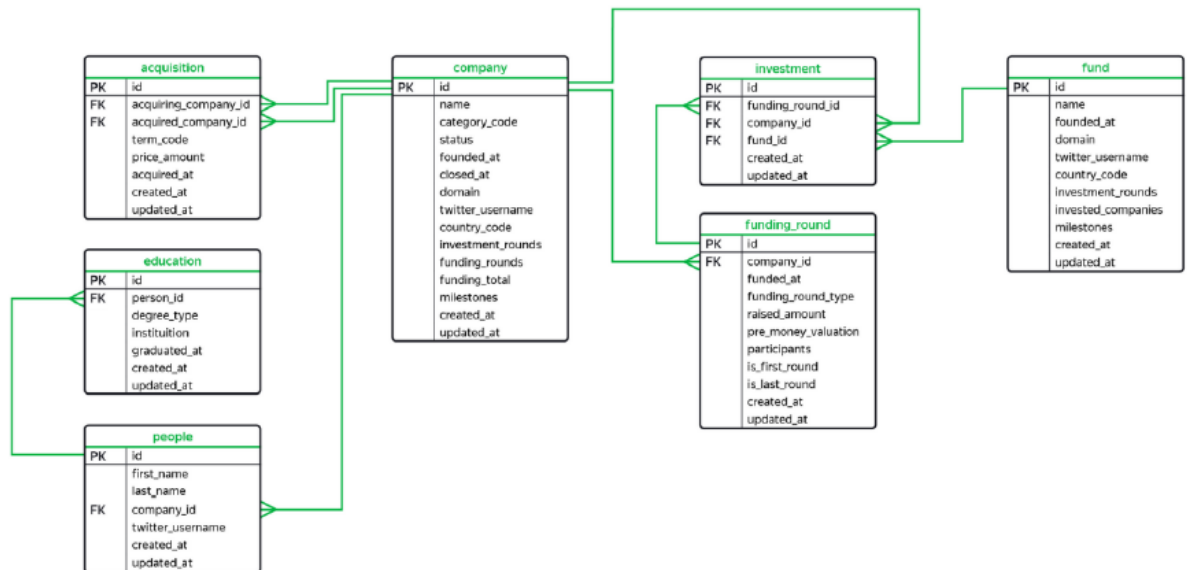 acquisition
PK id
FK acquiring_company_id
FK acquired_company_id
term_code
price_amount
acquired_at
created_at
updated_at
education
PK id
FK person_id
degree_type
instituition
graduated_at
created_at
updated_at
people
PK id
first_name
last_name
FK company_id
twitter_username
created_at
updated_at
company
PK id
name
category_code
status
founded_at
closed_at
domain
twitter_username
country_code
investment_rounds
funding_rounds
funding_total
milestones
created_at
updated_at
investment
PK id
FK funding_round_id
FK company_id
FK fund_id
created_at
updated_at
funding_round
PK id
FK company_id
funded_at
funding_round_type
raised_amount
pre_money_valuation
participants
is_first_round
is_last_round
created_at
updated_at
fund
PK id
name
founded_at
domain
twitter_username
country_code
investment_rounds
invested_companies
milestones
created_at
updated_at